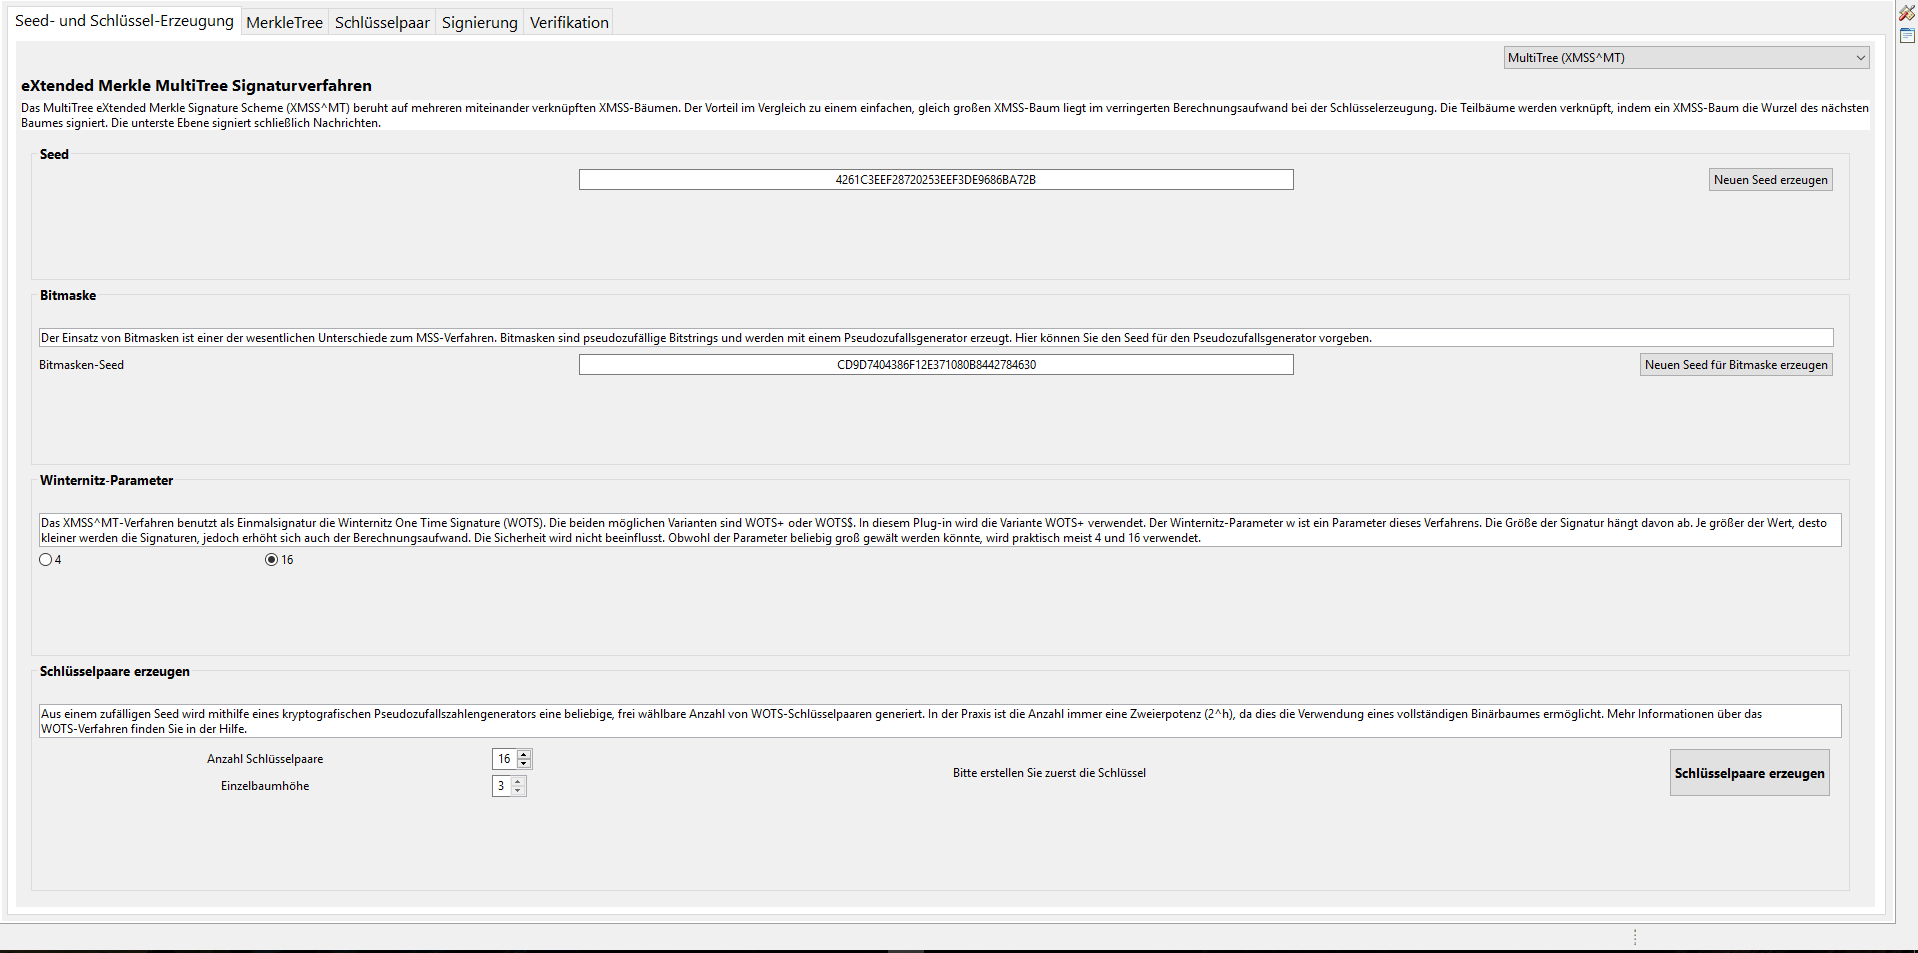 Seed- und Schlüssel-Erzeugung MerkleTree Schlüsselpaar Signierung Verifikation
MultiTree (XMSS^MT)
eXtended Merkle MultiTree Signaturverfahren
Das MultiTree eXtended Merkle Signature Scheme (XMSS^MT) beruht auf mehreren miteinander verknüpften XMSS-Bäumen. Der Vorteil im Vergleich zu einem einfachen, gleich großen XMSS-Baum liegt im verringerten Berechnungsaufwand bei der Schlüsselerzeugung. Die Teilbäume werden verknüpft, indem ein XMSS-Baum die Wurzel des nächsten
Baumes signiert. Die unterste Ebene signiert schließlich Nachrichten.
Seed
4261C3EEF28720253EEF3DE9686BA72B
Neuen Seed erzeugen
Bitmaske
Der Einsatz von Bitmasken ist einer der wesentlichen Unterschiede zum MSS-Verfahren. Bitmasken sind pseudozufällige Bitstrings und werden mit einem Pseudozufallsgenerator erzeugt. Hier können Sie den Seed für den Pseudozufallsgenerator vorgeben.
Bitmasken-Seed
CD9D7404386F12E371080B8442784630
Neuen Seed für Bitmaske erzeugen
Winternitz-Parameter
Das XMSS^MT-Verfahren benutzt als Einmalsignatur die Winternitz One Time Signature (WOTS). Die beiden möglichen Varianten sind WOTS+ oder WOTS$. In diesem Plug-in wird die Variante WOTS+ verwendet. Der Winternitz-Parameter w ist ein Parameter dieses Verfahrens. Die Größe der Signatur hängt davon ab. Je größer der Wert, desto
kleiner werden die Signaturen, jedoch erhöht sich auch der Berechnungsaufwand. Die Sicherheit wird nicht beeinflusst. Obwohl der Parameter beliebig groß gewält werden könnte, wird praktisch meist 4 und 16 verwendet.
4 16
Schlüsselpaare erzeugen
Aus einem zufälligen Seed wird mithilfe eines kryptografischen Pseudozufallszahlengenerators eine beliebige, frei wählbare Anzahl von WOTS-Schlüsselpaaren generiert. In der Praxis ist die Anzahl immer eine Zweierpotenz (2^h), da dies die Verwendung eines vollständigen Binärbaumes ermöglicht. Mehr Informationen über das
WOTS-Verfahren finden Sie in der Hilfe.
Anzahl Schlüsselpaare 16
Einzelbaumhöhe 3
Bitte erstellen Sie zuerst die Schlüssel
Schlüsselpaare erzeugen